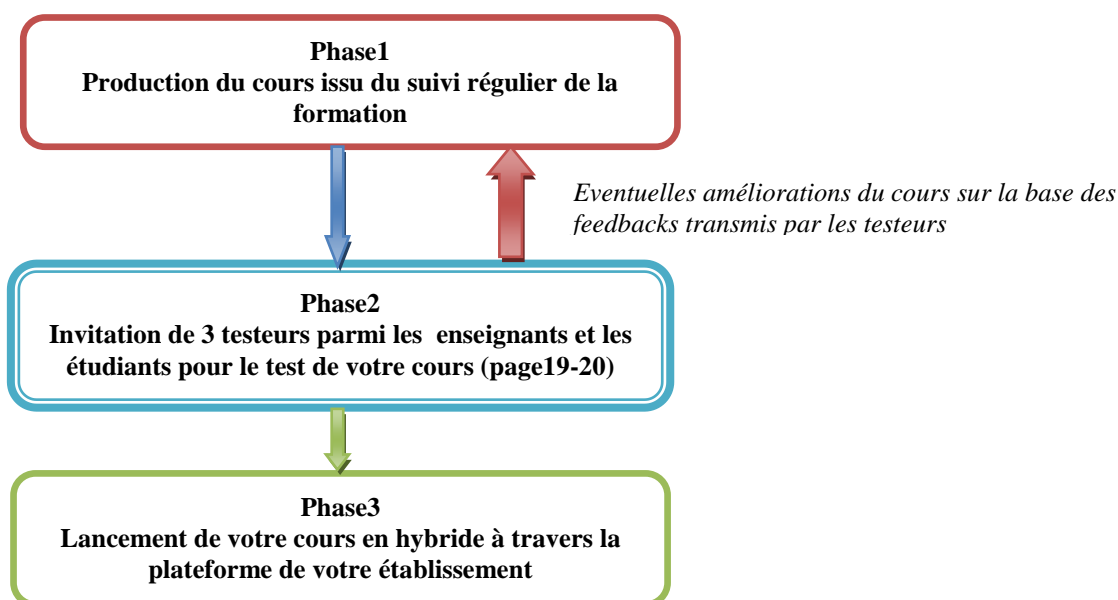 Phase1
Production du cours issu du suivi régulier de la
formation
Eventuelles améliorations du cours sur la base des
feedbacks transmis par les testeurs
Phase2
Invitation de 3 testeurs parmi les  enseignants et les
étudiants pour le test de votre cours (page19-20)
Phase3
Lancement de votre cours en hybride à travers la
plateforme de votre établissement